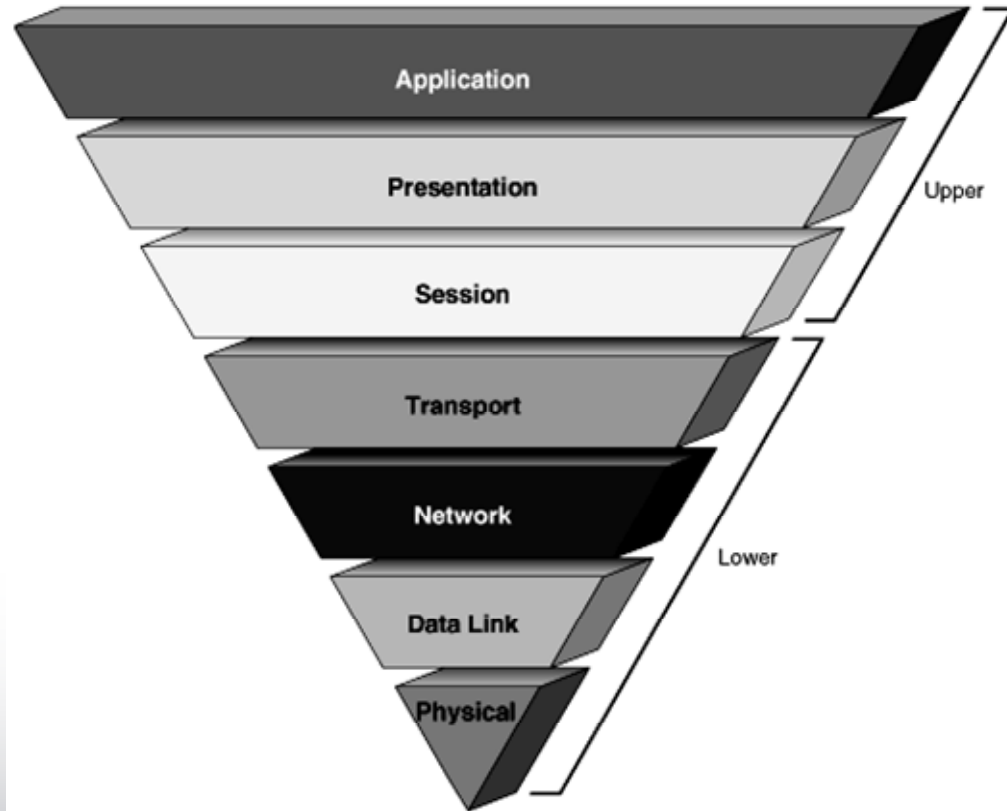 Application
Presentation
Upper
Session
Transport
Network
Lower
Data Link
Physical